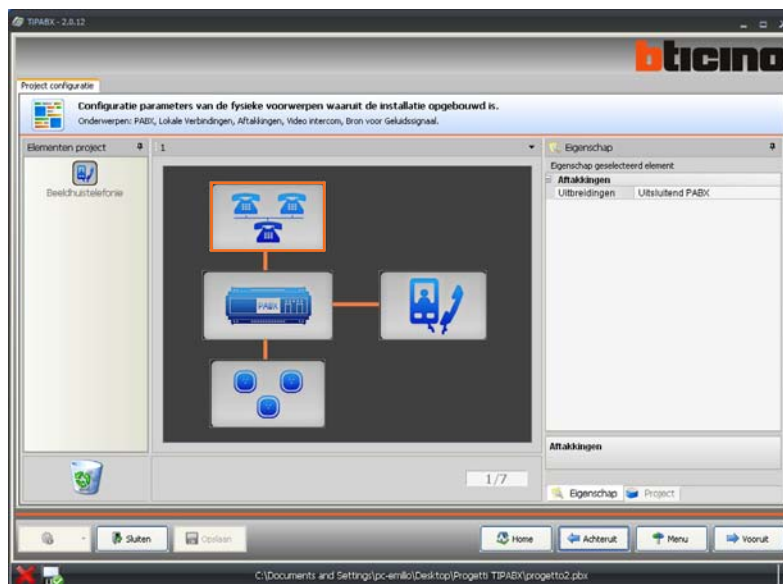 TiPABX - 2.0.12
bticino
Project configuratie
Configuratie parameters van de fysieke voorwerpen waaruit de installatie opgebouwd is.
Onderwerpen: PABX, Lokale Verbindingen, Aftakkingen, Video intercom, Bron voor Geluidssignaal.
Elementen project
Beeldhuistelefonie
1
PABX
1/7
Eigenschap
Eigenschap geselecteerd element
Aftakkingen
Uitbreidingen Uitsluitend PABX
Aftakkingen
Eigenschap Project
Sluiten Opslaan Home Achteruit Menu Vooruit
C:\Documents and Settings\pc-emilio\Desktop\Progetti TIPABX\progetto2.pbx